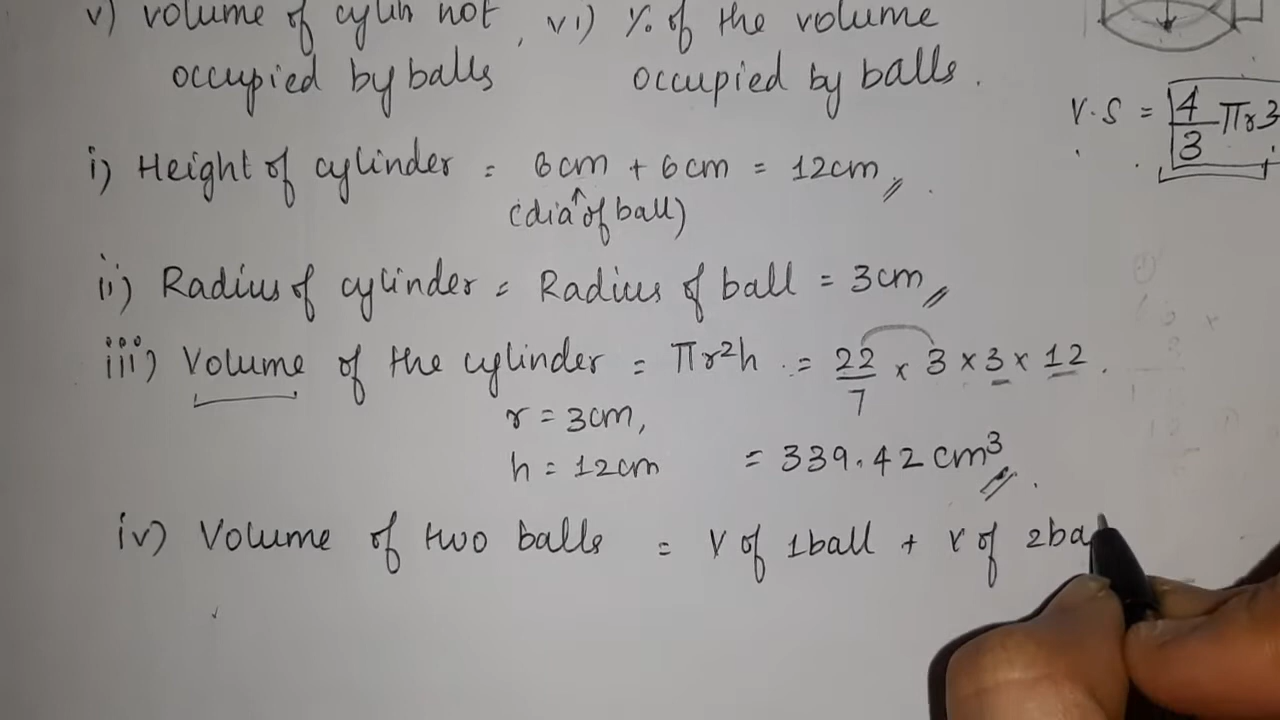 v) Volume of cylin not , vi) % of the volume
occupied by balls occupied by balls.
V.S = 4/3 πr3
i) Height of cylinder = 6cm + 6cm = 12cm
(dia of ball)
ii) Radius of cylinder = Radius of ball = 3cm
iii) Volume of the cylinder = πr²h = 22/7 × 3 × 3 × 12.
r = 3cm,
h = 12cm = 339.42 cm³.
iv) Volume of two balls = V of 1ball + V of 2ba